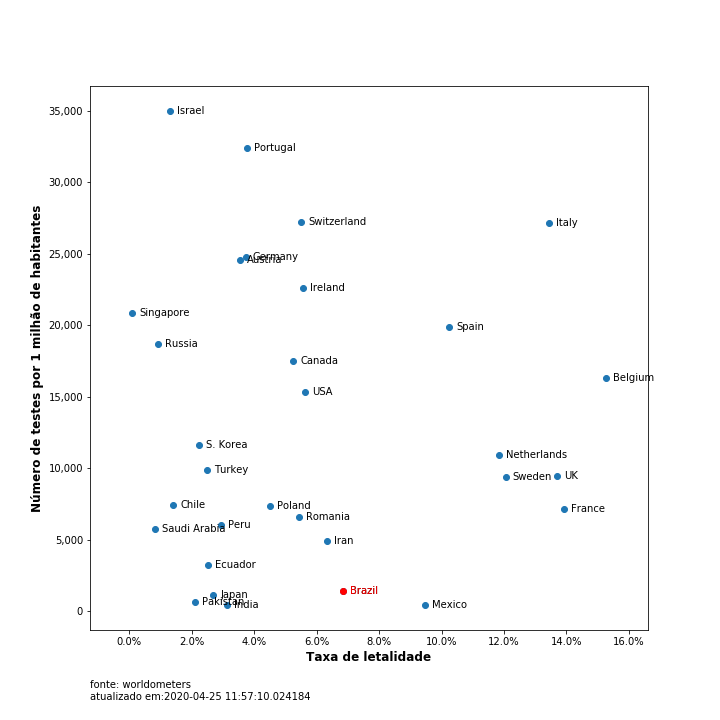 35,000
30,000
25,000
20,000
15,000
10,000
5,000
0
Número de testes por 1 milhão de habitantes
Israel
Portugal
Switzerland
Italy
Germany
Austria
Ireland
Singapore
Spain
Russia
Canada
Belgium
USA
S. Korea
Netherlands
Turkey
Sweden
UK
Chile
Poland
France
Romania
Saudi Arabia
Peru
Iran
Ecuador
Japan
Brazil
Pakistan
India
Mexico
0.0% 2.0% 4.0% 6.0% 8.0% 10.0% 12.0% 14.0% 16.0%
Taxa de letalidade
fonte: worldometers
atualizado em:2020-04-25 11:57:10.024184